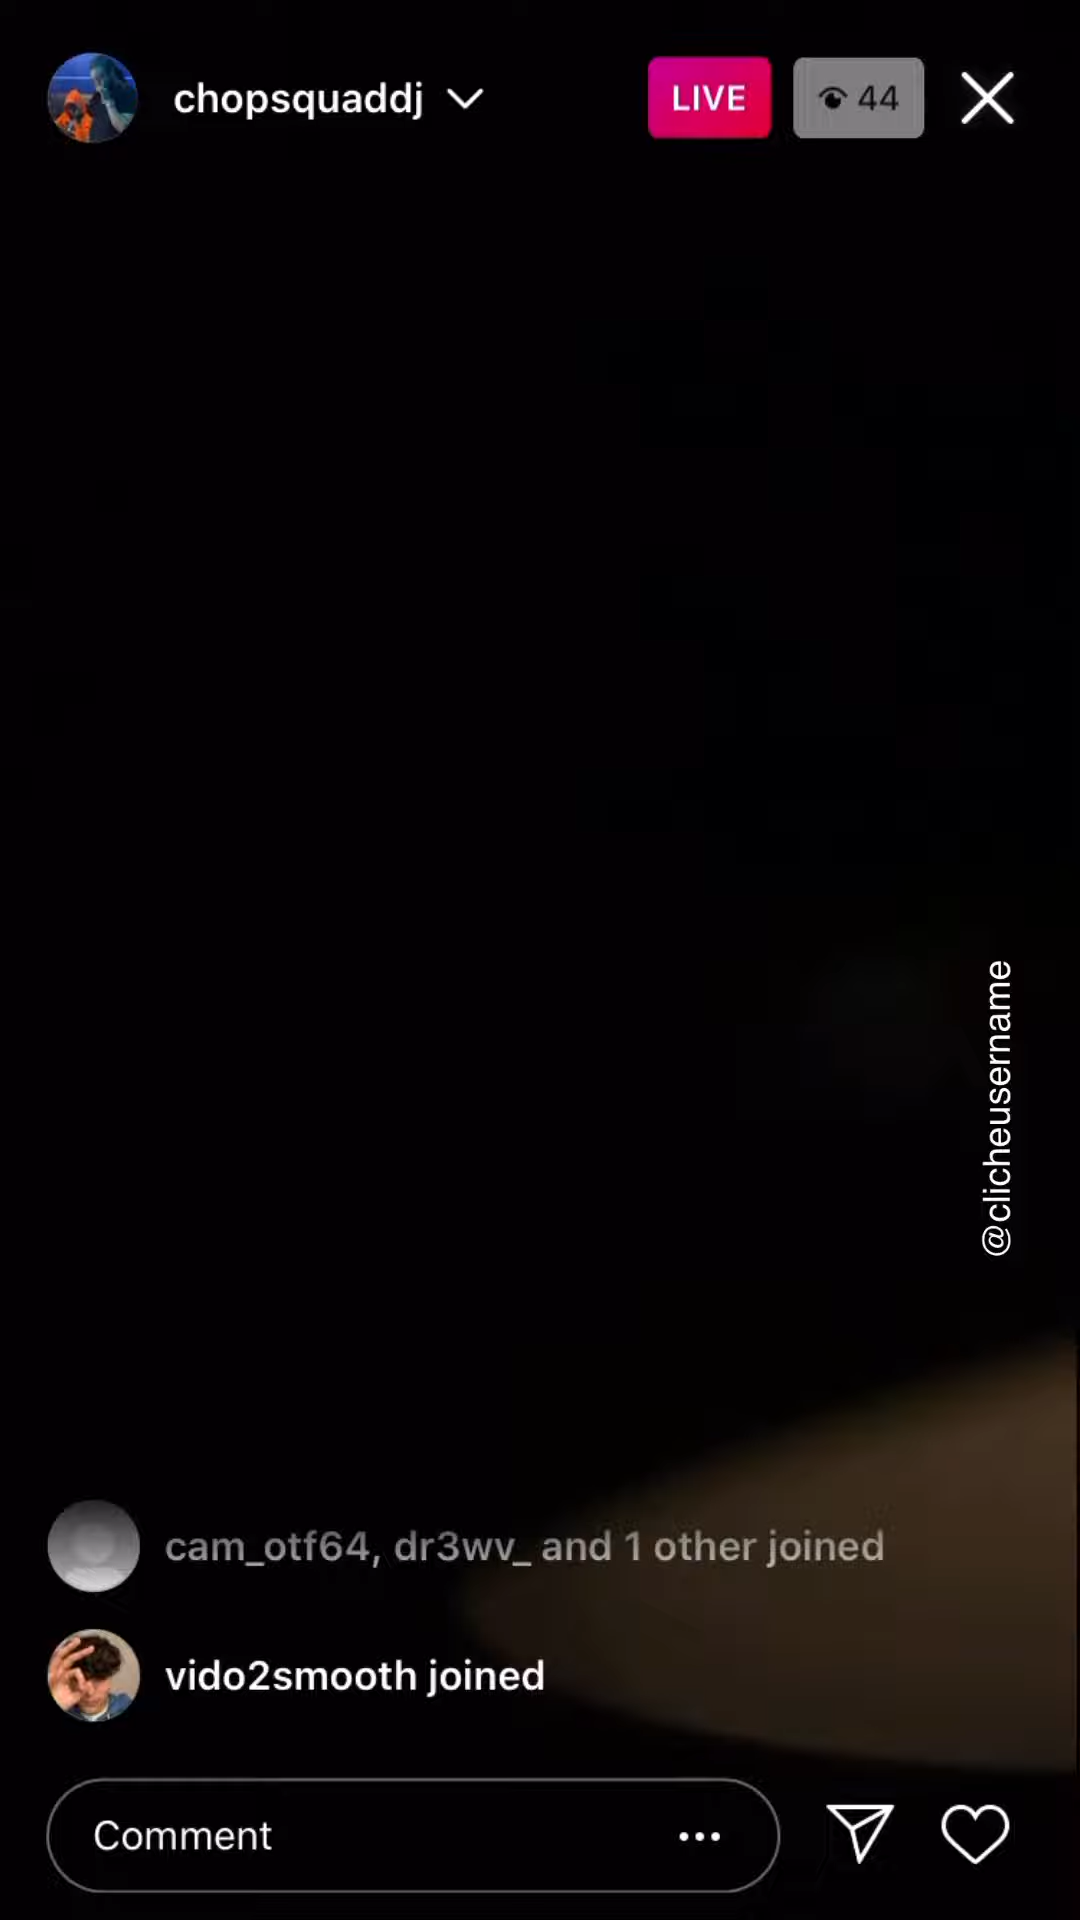 chopsquaddj
LIVE
44
@clicheusername
cam_otf64, dr3wv_ and 1 other joined
vido2smooth joined
Comment